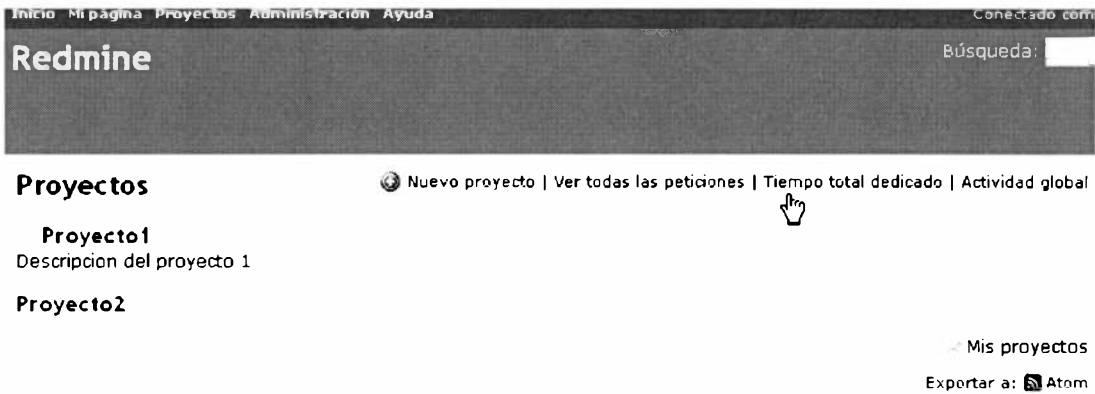 Inicio Mi página Proyectos Administración Ayuda Conectado com
Redmine Búsqueda:
Proyectos Nuevo proyecto | Ver todas las peticiones | Tiempo total dedicado | Actividad global
Proyecto1
Descripcion del proyecto 1
Proyecto2
Mis proyectos
Exportar a: Atom